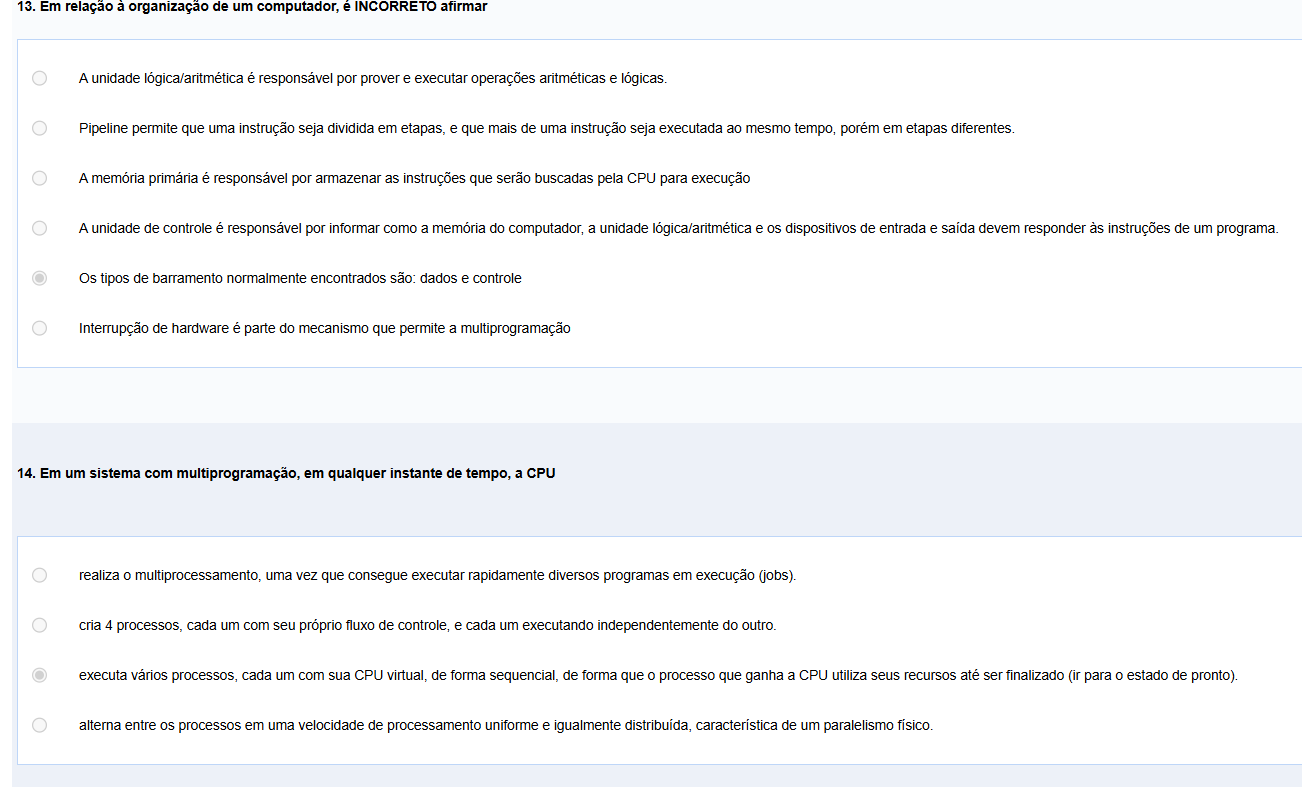 13. Em relação à organização de um computador, é INCORRETO afirmar
A unidade lógica/aritmética é responsável por prover e executar operações aritméticas e lógicas.
Pipeline permite que uma instrução seja dividida em etapas, e que mais de uma instrução seja executada ao mesmo tempo, porém em etapas diferentes.
A memória primária é responsável por armazenar as instruções que serão buscadas pela CPU para execução
A unidade de controle é responsável por informar como a memória do computador, a unidade lógica/aritmética e os dispositivos de entrada e saída devem responder às instruções de um programa.
Os tipos de barramento normalmente encontrados são: dados e controle
Interrupção de hardware é parte do mecanismo que permite a multiprogramação
14. Em um sistema com multiprogramação, em qualquer instante de tempo, a CPU
realiza o multiprocessamento, uma vez que consegue executar rapidamente diversos programas em execução (jobs).
cria 4 processos, cada um com seu próprio fluxo de controle, e cada um executando independentemente do outro.
executa vários processos, cada um com sua CPU virtual, de forma sequencial, de forma que o processo que ganha a CPU utiliza seus recursos até ser finalizado (ir para o estado de pronto).
alterna entre os processos em uma velocidade de processamento uniforme e igualmente distribuída, característica de um paralelismo físico.